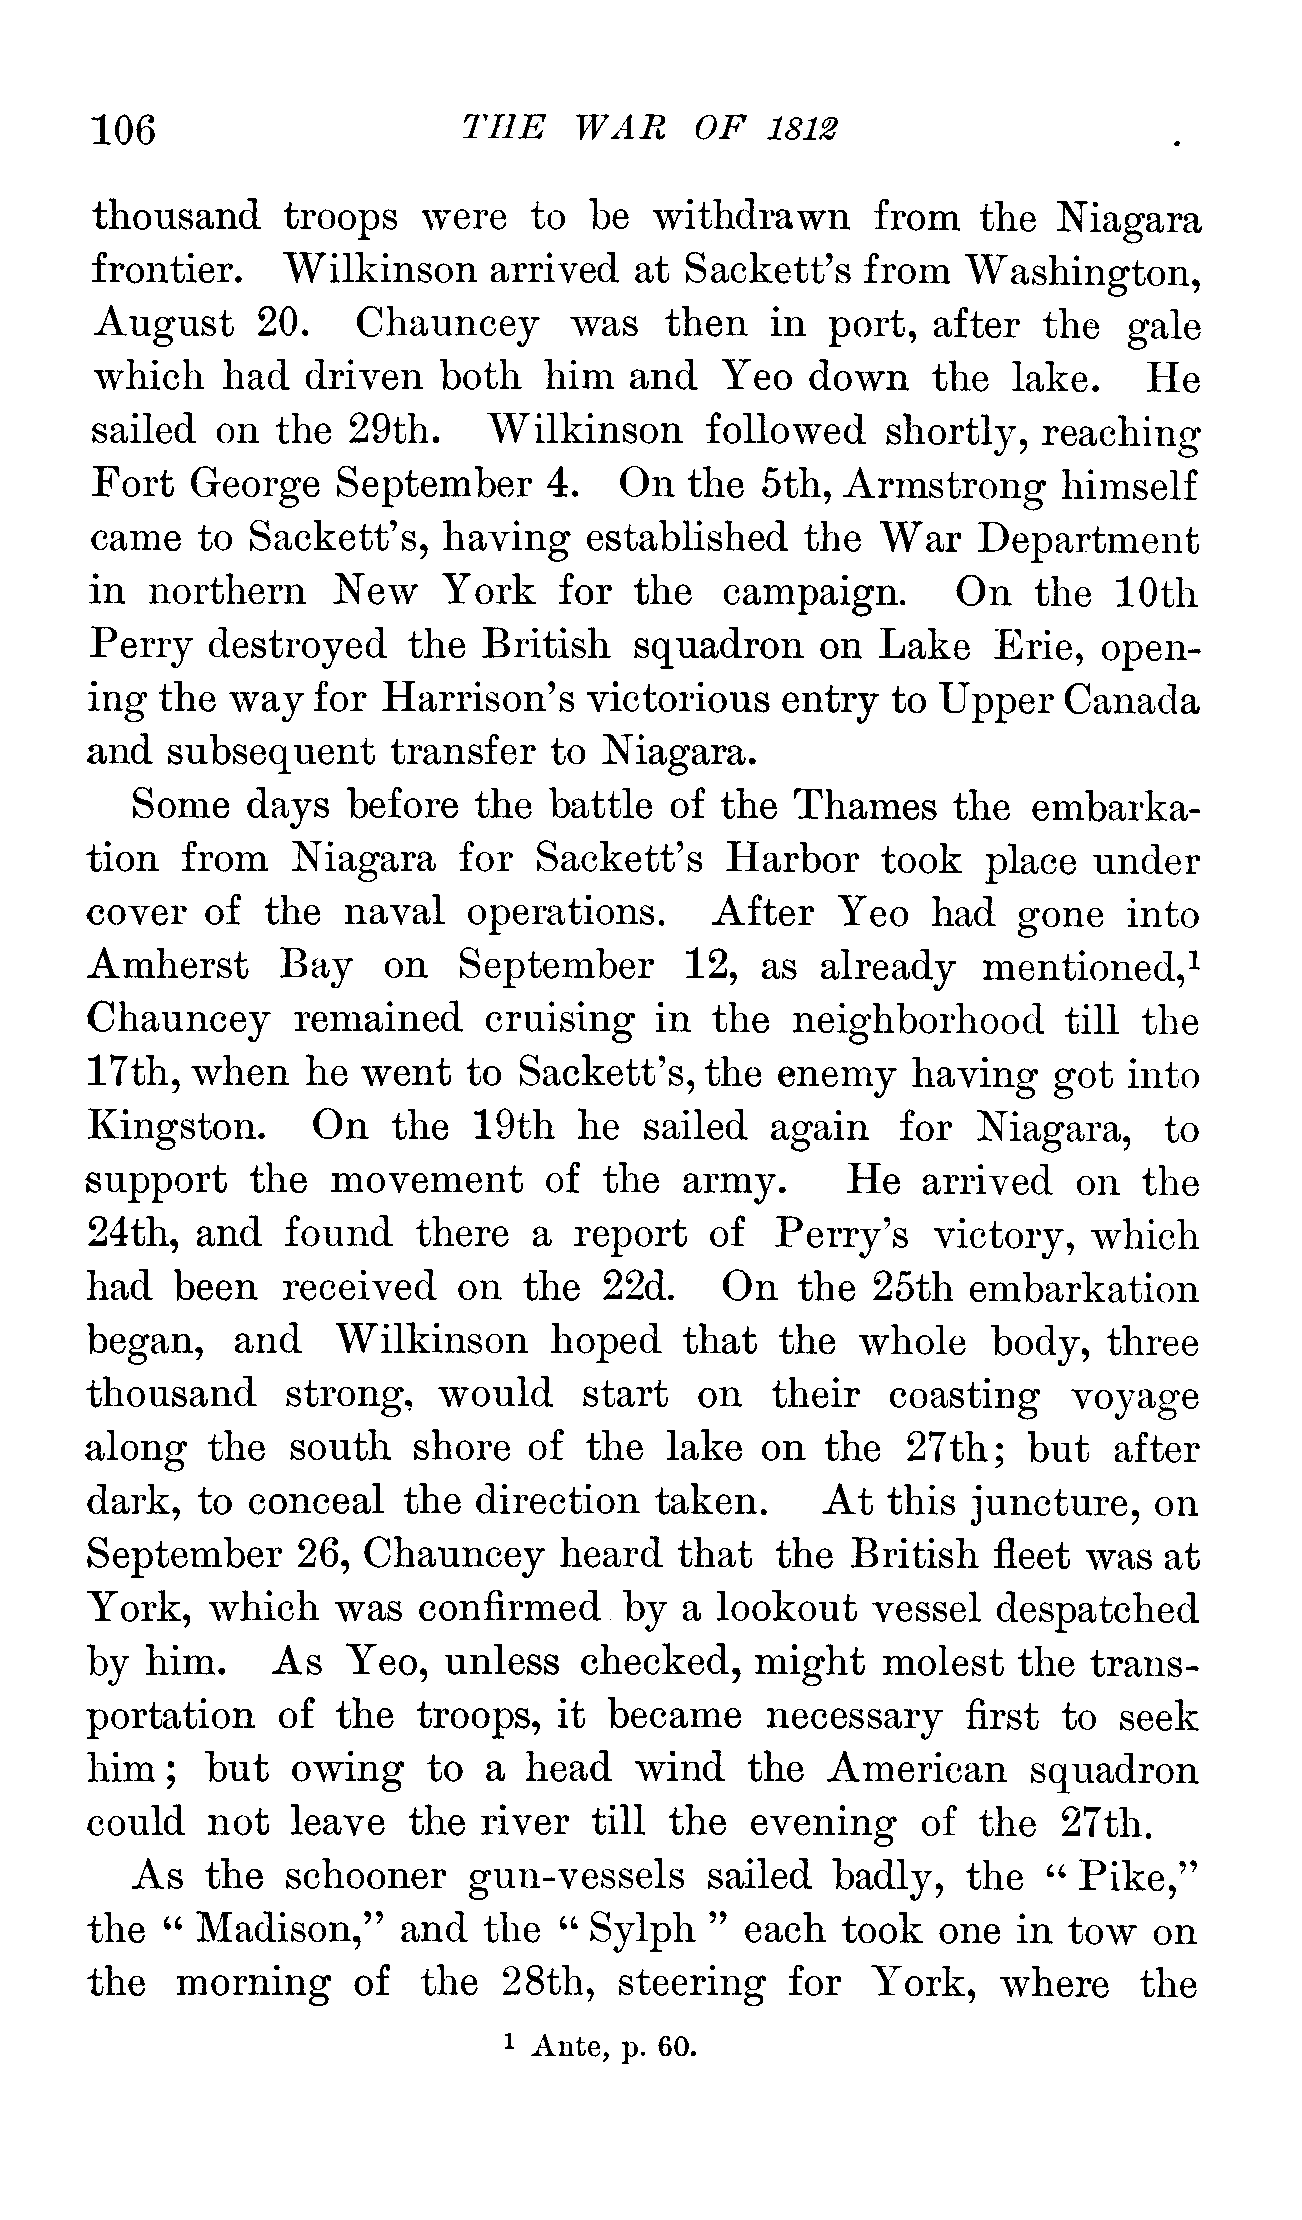 106 THE WAR OF 1812
thousand troops were to be withdrawn from the Niagara
frontier. Wilkinson arrived at Sackett's from Washington,
August 20. Chauncey was then in port, after the gale
which had driven both him and Yeo down the lake. He
sailed on the 29th. Wilkinson followed shortly, reaching
Fort George September 4. On the 5th, Armstrong himself
came to Sackett's, having established the War Department
in northern New York for the campaign. On the 10th
Perry destroyed the British squadron on Lake Erie, open-
ing the way for Harrison's victorious entry to Upper Canada
and subsequent transfer to Niagara.
Some days before the battle of the Thames the embarka-
tion from Niagara for Sackett's Harbor took place under
cover of the naval operations. After Yeo had gone into
Amherst Bay on September 12, as already mentioned,¹
Chauncey remained cruising in the neighborhood till the
17th, when he went to Sackett's, the enemy having got into
Kingston. On the 19th he sailed again for Niagara, to
support the movement of the army. He arrived on the
24th, and found there a report of Perry's victory, which
had been received on the 22d. On the 25th embarkation
began, and Wilkinson hoped that the whole body, three
thousand strong, would start on their coasting voyage
along the south shore of the lake on the 27th; but after
dark, to conceal the direction taken. At this juncture, on
September 26, Chauncey heard that the British fleet was at
York, which was confirmed by a lookout vessel despatched
by him. As Yeo, unless checked, might molest the trans-
portation of the troops, it became necessary first to seek
him; but owing to a head wind the American squadron
could not leave the river till the evening of the 27th.
As the schooner gun-vessels sailed badly, the "Pike,"
the "Madison," and the "Sylph" each took one in tow on
the morning of the 28th, steering for York, where the
¹ Ante, p. 60.